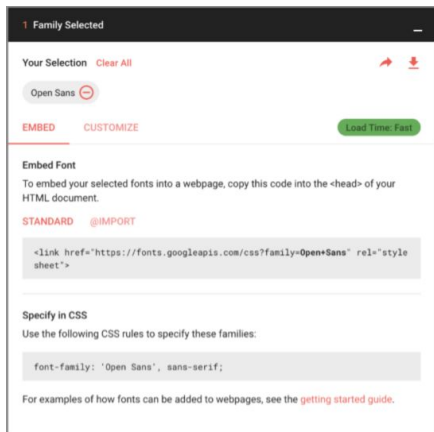 1 Family Selected
Your Selection Clear All
Open Sans
EMBED CUSTOMIZE Load Time: Fast
Embed Font
To embed your selected fonts into a webpage, copy this code into the <head> of your
HTML document.
STANDARD @IMPORT
<link href="https://fonts.googleapis.com/css?family=Open+Sans" rel="style
sheet">
Specify in CSS
Use the following CSS rules to specify these families:
font-family: 'Open Sans', sans-serif;
For examples of how fonts can be added to webpages, see the getting started guide.